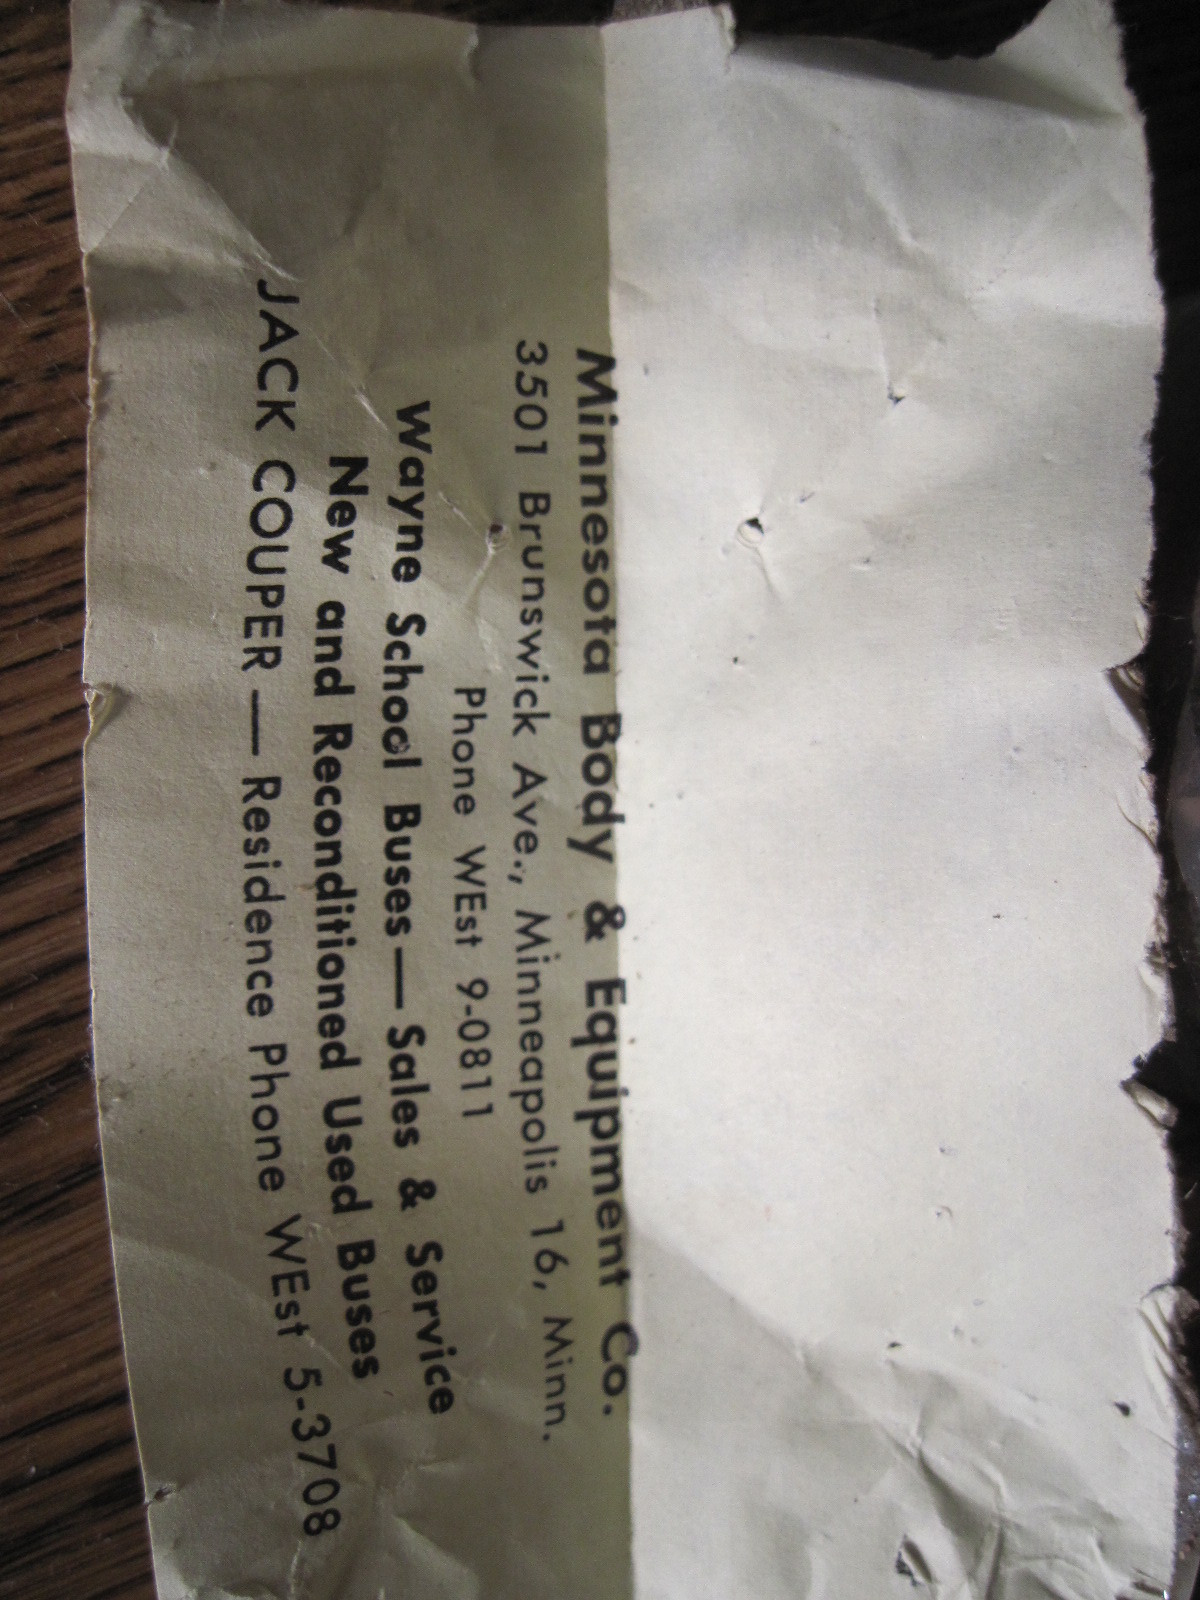 Minnesota Body & Equipment Co.
3501 Brunswick Ave., Minneapolis 16, Minn.
Phone WEst 9-0811
Wayne School Buses — Sales & Service
New and Reconditioned Used Buses
JACK COUPER — Residence Phone WEst 5-3708